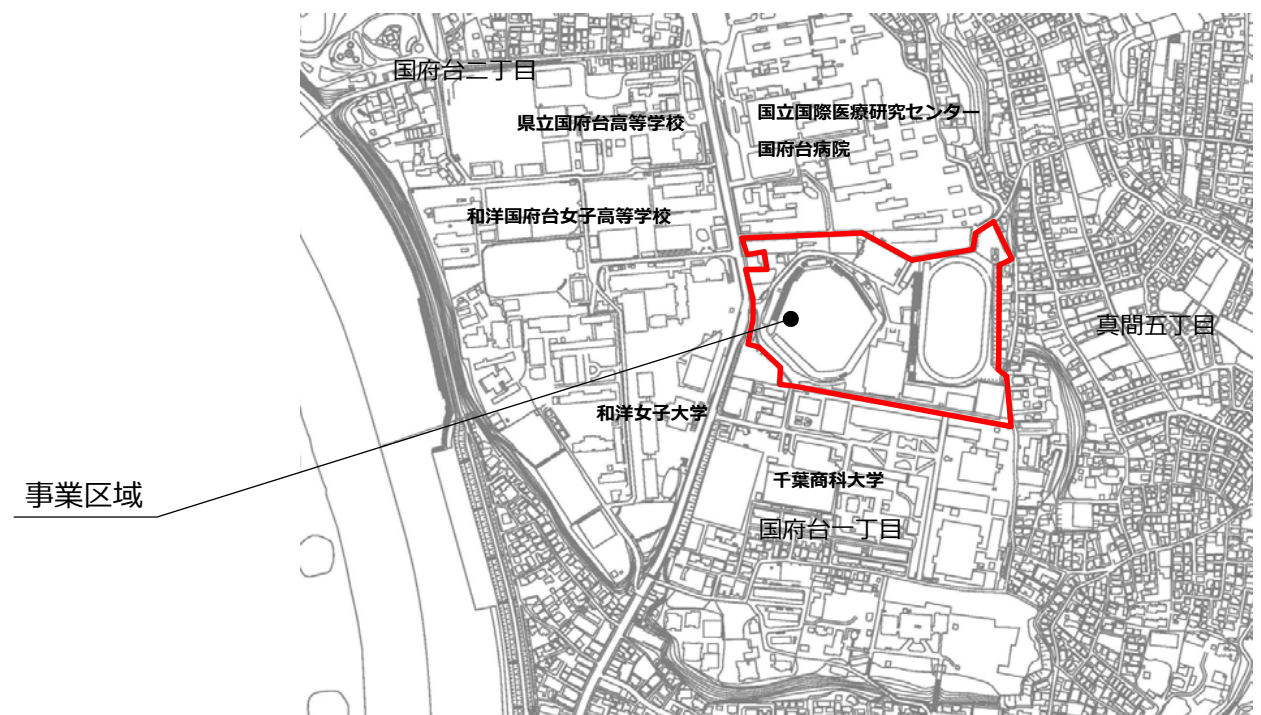 国府台二丁目
国立国際医療研究センター
国府台病院
県立国府台高等学校
和洋国府台女子高等学校
真間五丁目
和洋女子大学
千葉商科大学
事業区域
国府台一丁目